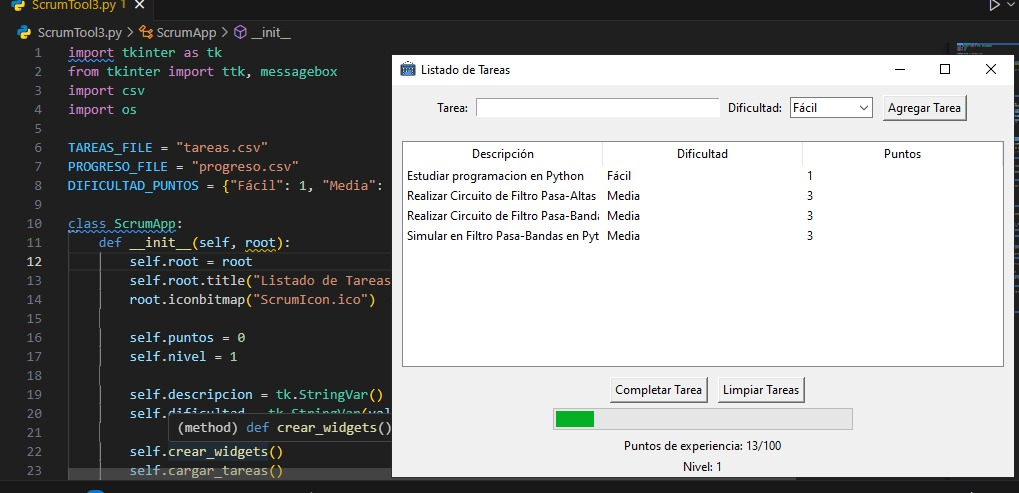 ScrumTool3.py 1
ScrumTool3.py > ScrumApp > __init__
1 import tkinter as tk
2 from tkinter import ttk, messagebox
3 import csv
4 import os
5
6 TAREAS_FILE = "tareas.csv"
7 PROGRESO_FILE = "progreso.csv"
8 DIFICULTAD_PUNTOS = {"Fácil": 1, "Media":
9
10 class ScrumApp:
11 def __init__(self, root):
12 self.root = root
13 self.root.title("Listado de Tareas
14 root.iconbitmap("ScrumIcon.ico")
15
16 self.puntos = 0
17 self.nivel = 1
18
19 self.descripcion = tk.StringVar()
20 self.dificultad = tk.StringVar(val
21 (method) def crear_widgets()
22 self.crear_widgets()
23 self.cargar_tareas()
Listado de Tareas
Tarea: Dificultad: Fácil Agregar Tarea
Descripción Dificultad Puntos
Estudiar programacion en Python Fácil 1
Realizar Circuito de Filtro Pasa-Altas Media 3
Realizar Circuito de Filtro Pasa-Banda Media 3
Simular en Filtro Pasa-Bandas en Pyt Media 3
Completar Tarea Limpiar Tareas
Puntos de experiencia: 13/100
Nivel: 1